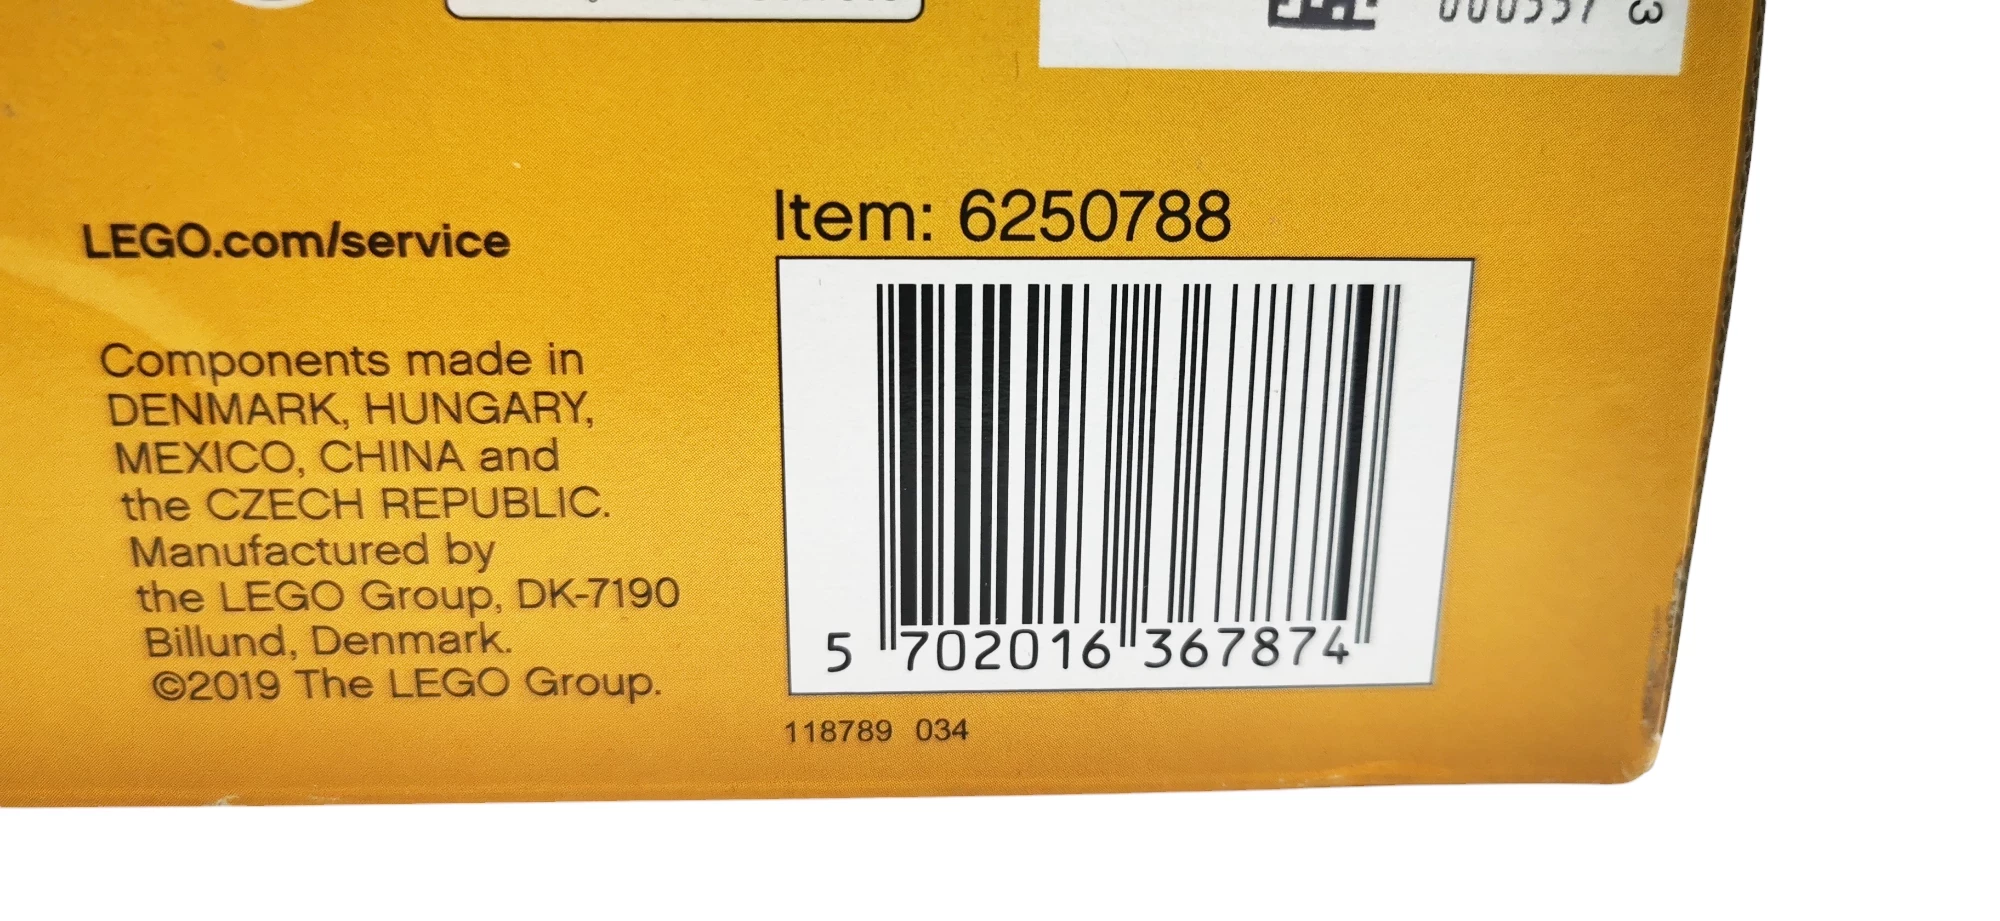 LEGO.com/service
Components made in
DENMARK, HUNGARY,
MEXICO, CHINA and
the CZECH REPUBLIC.
Manufactured by
the LEGO Group, DK-7190
Billund, Denmark.
©2019 The LEGO Group.
Item: 6250788
5 702016 367874
118789 034